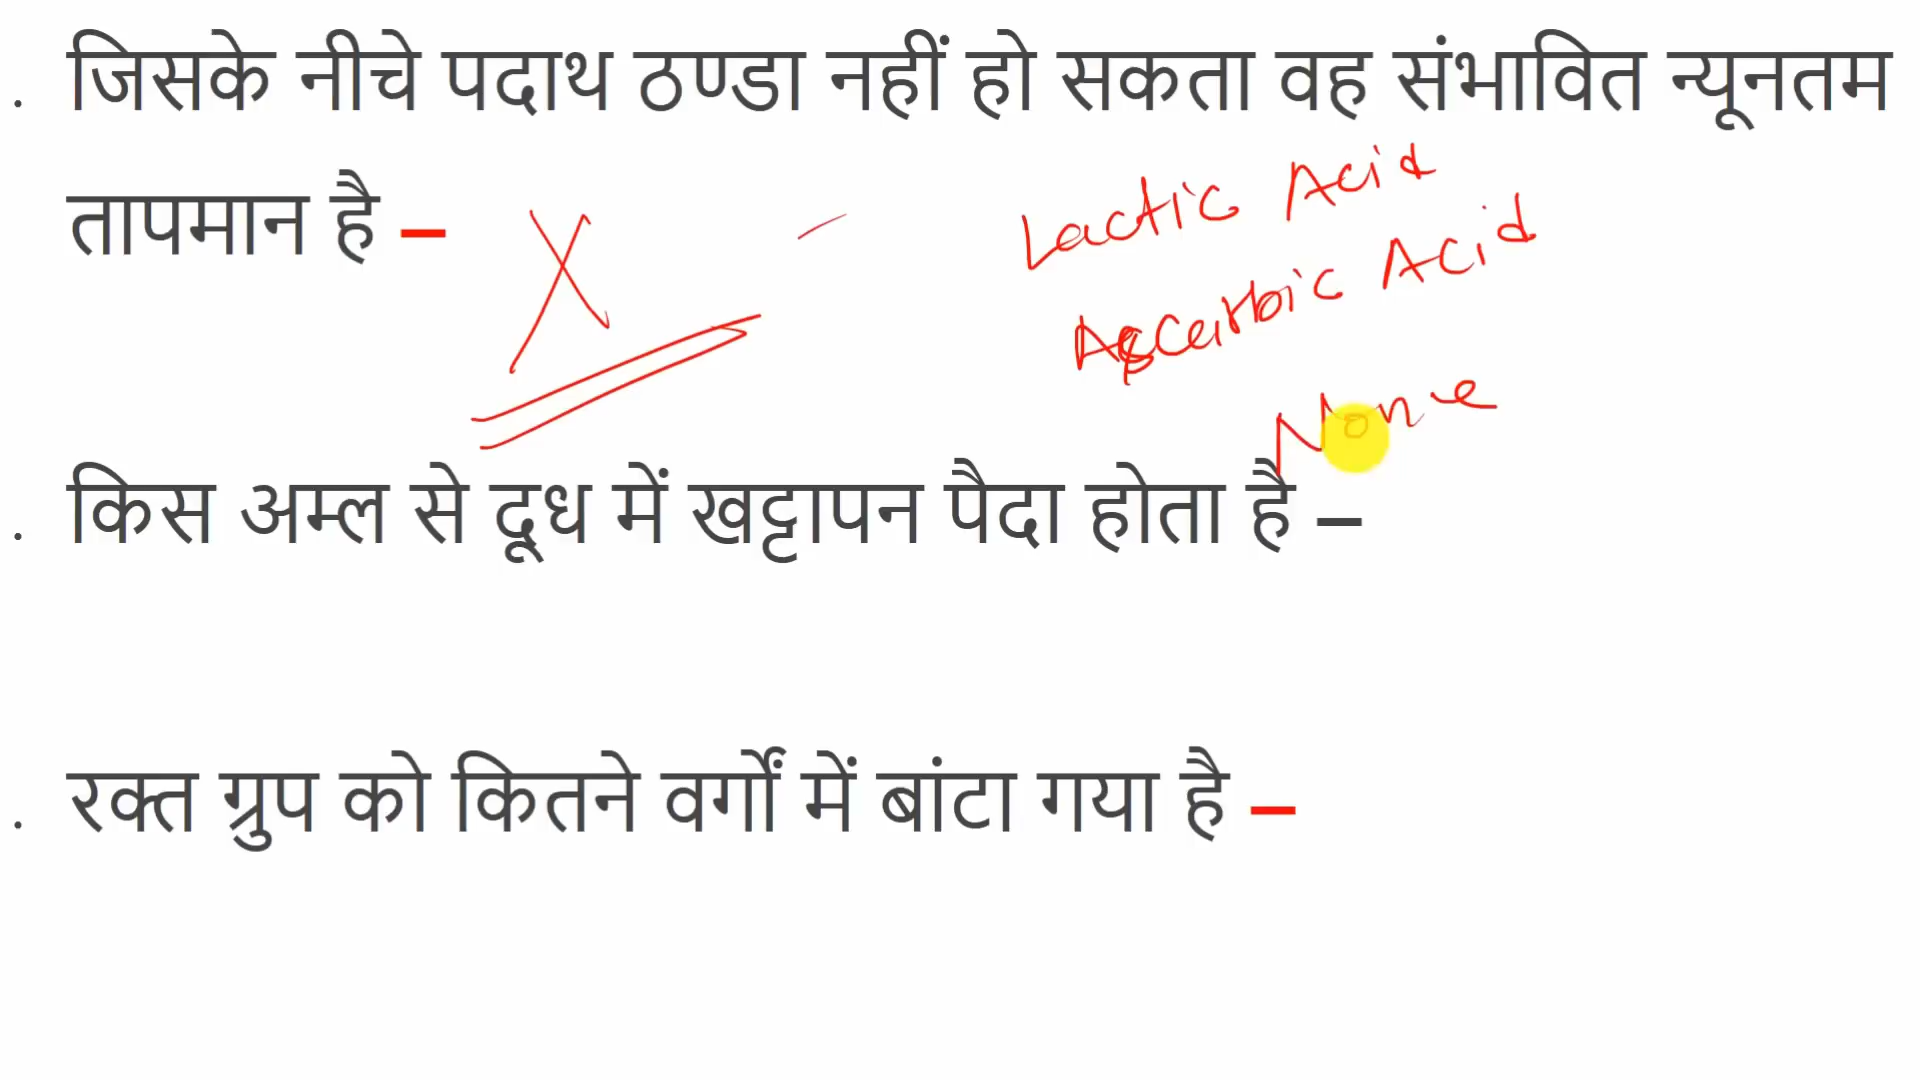 . जिसके नीचे पदाथ ठण्डा नहीं हो सकता वह संभावित न्यूनतम
तापमान है –
X
Lactic Acid
Ascorbic Acid
None
. किस अम्ल से दूध में खट्टापन पैदा होता है –
. रक्त ग्रुप को कितने वर्गों में बांटा गया है –